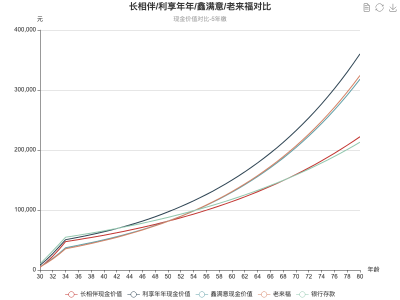 长相伴/利享年年/鑫满意/老来福对比
现金价值对比-6年缴
元
400,000
300,000
200,000
100,000
0
30 32 34 36 38 40 42 44 46 48 50 52 54 56 58 60 62 64 66 68 70 72 74 76 78 80
年龄
长相伴现金价值 利享年年现金价值 鑫满意现金价值 老来福 银行存款